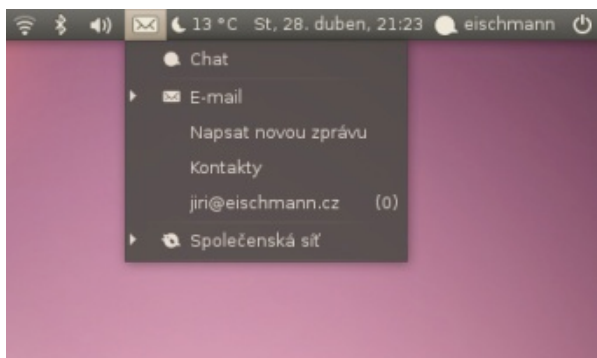 13 °C St, 28. duben, 21:23 eischmann
Chat
E-mail
Napsat novou zprávu
Kontakty
jiri@eischmann.cz (0)
Společenská síť